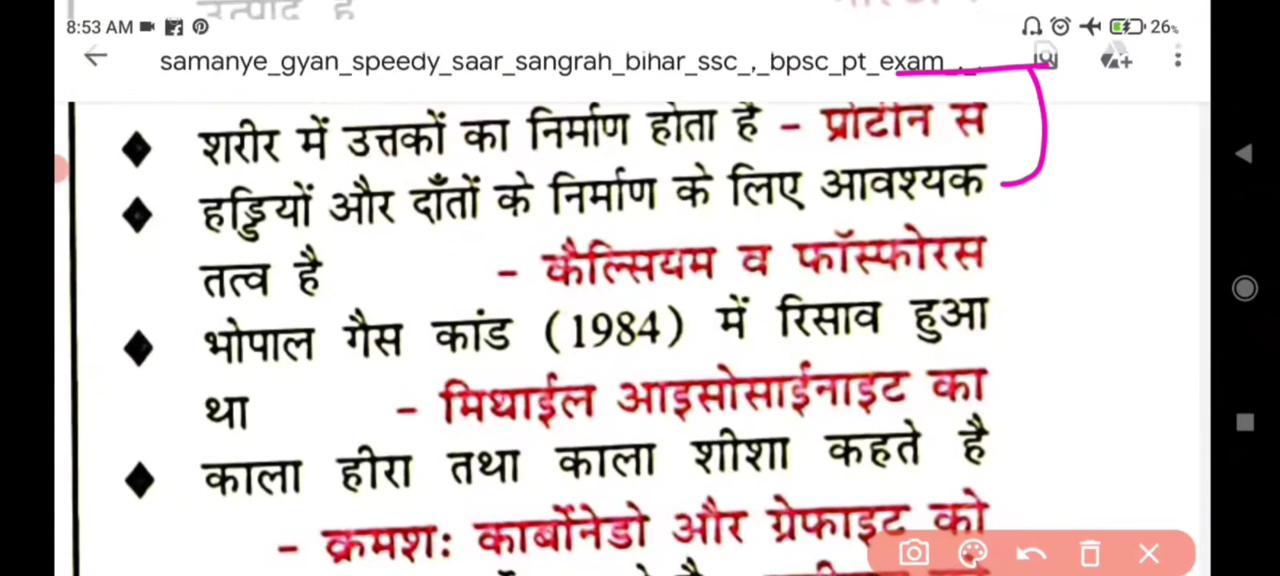 उत्पाद है
8:53 AM 26%
samanye_gyan_speedy_saar_sangrah_bihar_ssc_,_bpsc_pt_exam_,_
शरीर में उत्तकों का निर्माण होता है - प्रोटीन स
हड्डियों और दाँतों के निर्माण के लिए आवश्यक
तत्व है - कैल्सियम व फॉस्फोरस
भोपाल गैस कांड (1984) में रिसाव हुआ
था - मिथाईल आइसोसाईनाइट का
काला हीरा तथा काला शीशा कहते है
- क्रमश: कार्बोनेडो और ग्रेफाइट को